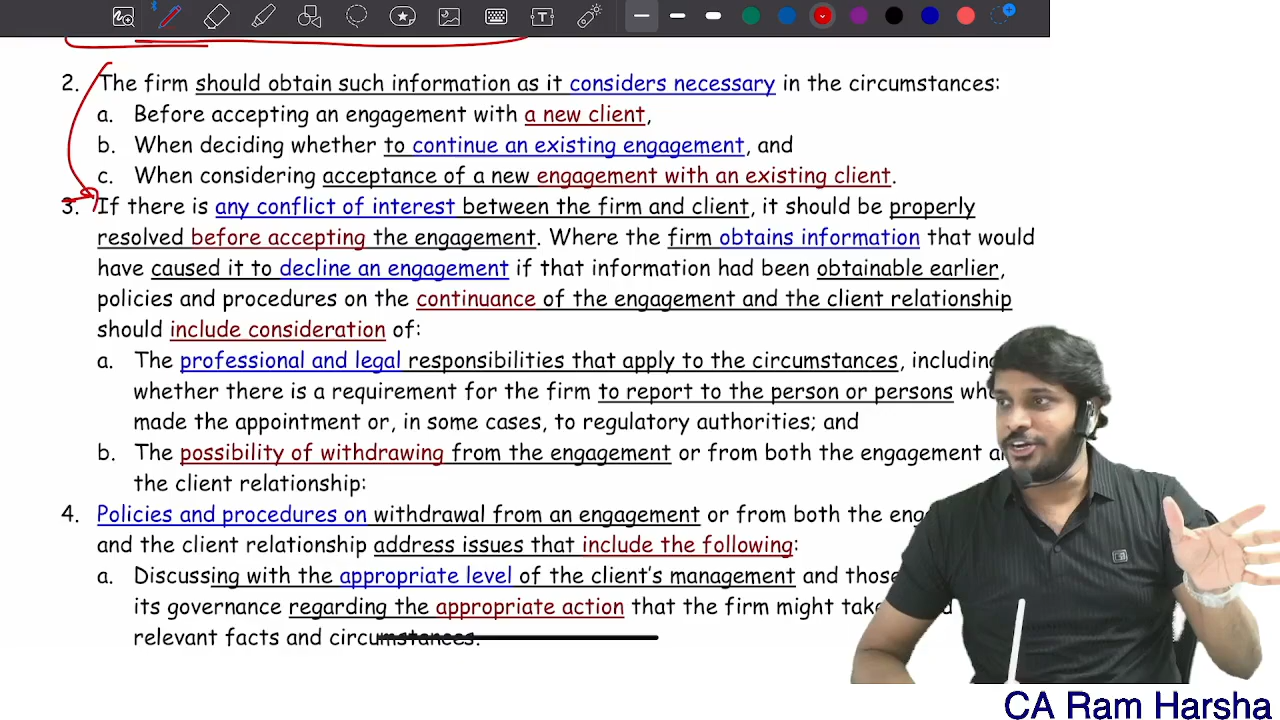 2. The firm should obtain such information as it considers necessary in the circumstances:
a. Before accepting an engagement with a new client,
b. When deciding whether to continue an existing engagement, and
c. When considering acceptance of a new engagement with an existing client.
3. If there is any conflict of interest between the firm and client, it should be properly
resolved before accepting the engagement. Where the firm obtains information that would
have caused it to decline an engagement if that information had been obtainable earlier,
policies and procedures on the continuance of the engagement and the client relationship
should include consideration of:
a. The professional and legal responsibilities that apply to the circumstances, including
whether there is a requirement for the firm to report to the person or persons
made the appointment or, in some cases, to regulatory authorities; and
b. The possibility of withdrawing from the engagement or from both the engagement
the client relationship:
4. Policies and procedures on withdrawal from an engagement or from both the
and the client relationship address issues that include the following:
a. Discussing with the appropriate level of the client's management and those
its governance regarding the appropriate action that the firm might take
relevant facts and circumstances.
CA Ram Harsha